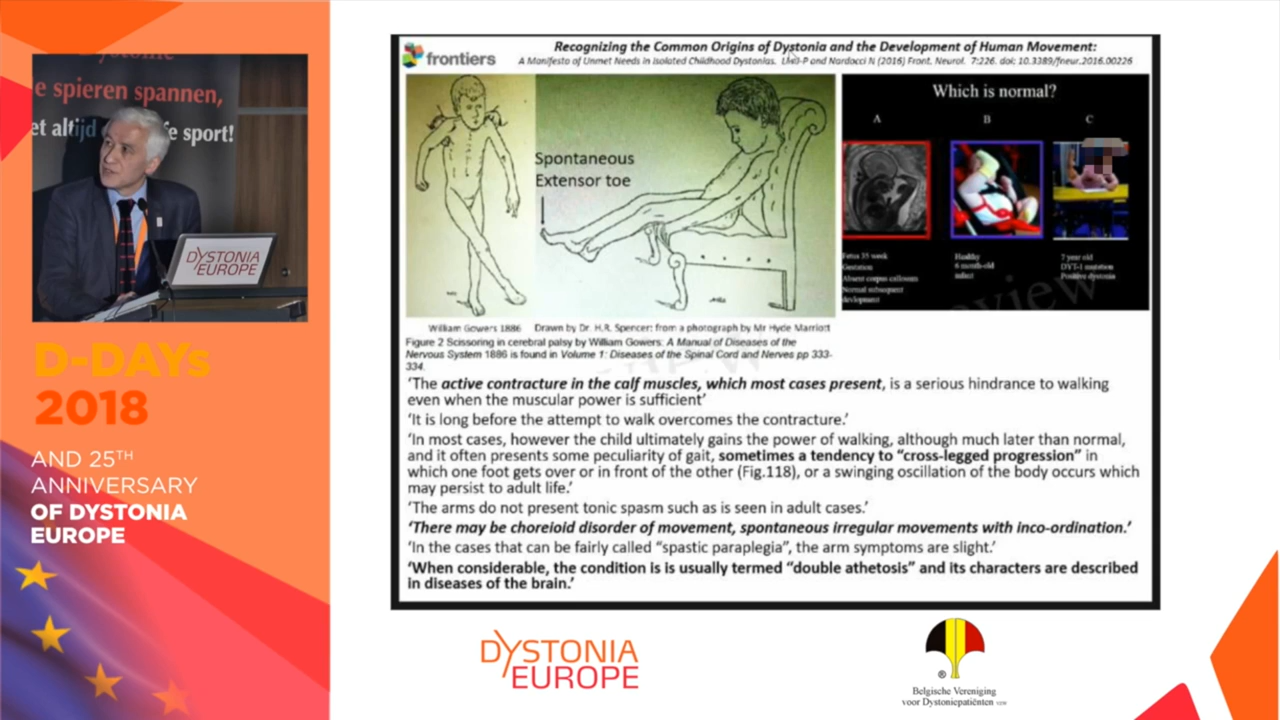 Dystonie
e spieren spannen,
et altijd
fe sport!
DYSTONIA
EUROPE
D-DAYs
2018
AND 25TH
ANNIVERSARY
OF DYSTONIA
EUROPE
frontiers
Recognizing the Common Origins of Dystonia and the Development of Human Movement:
A Manifesto of Unmet Needs in Isolated Childhood Dystonias. Lin J-P and Nardocci N (2016) Front. Neurol. 7:226. doi: 10.3389/fneur.2016.00226
Spontaneous
Extensor toe
Which is normal?
A B C
Fetus 35 week
Gestation
Absent corpus callosum
Normal subsequent
development
Healthy
6 month-old
infant
7 year old
DYT-1 mutation
Positive dystonia
William Gowers 1886 Drawn by Dr. H.R. Spencer: from a photograph by Mr Hyde Marriott
Figure 2 Scissoring in cerebral palsy by William Gowers: A Manual of Diseases of the
Nervous System 1886 is found in Volume 1: Diseases of the Spinal Cord and Nerves pp 333-
334.
‘The active contracture in the calf muscles, which most cases present, is a serious hindrance to walking
even when the muscular power is sufficient’
‘It is long before the attempt to walk overcomes the contracture.’
‘In most cases, however the child ultimately gains the power of walking, although much later than normal,
and it often presents some peculiarity of gait, sometimes a tendency to “cross-legged progression” in
which one foot gets over or in front of the other (Fig.118), or a swinging oscillation of the body occurs which
may persist to adult life.’
‘The arms do not present tonic spasm such as is seen in adult cases.’
‘There may be choreioid disorder of movement, spontaneous irregular movements with inco-ordination.’
‘In the cases that can be fairly called “spastic paraplegia”, the arm symptoms are slight.’
‘When considerable, the condition is is usually termed “double athetosis” and its characters are described
in diseases of the brain.’
DYSTONIA
EUROPE
®
Belgische Vereniging
voor Dystoniepatiënten vzw